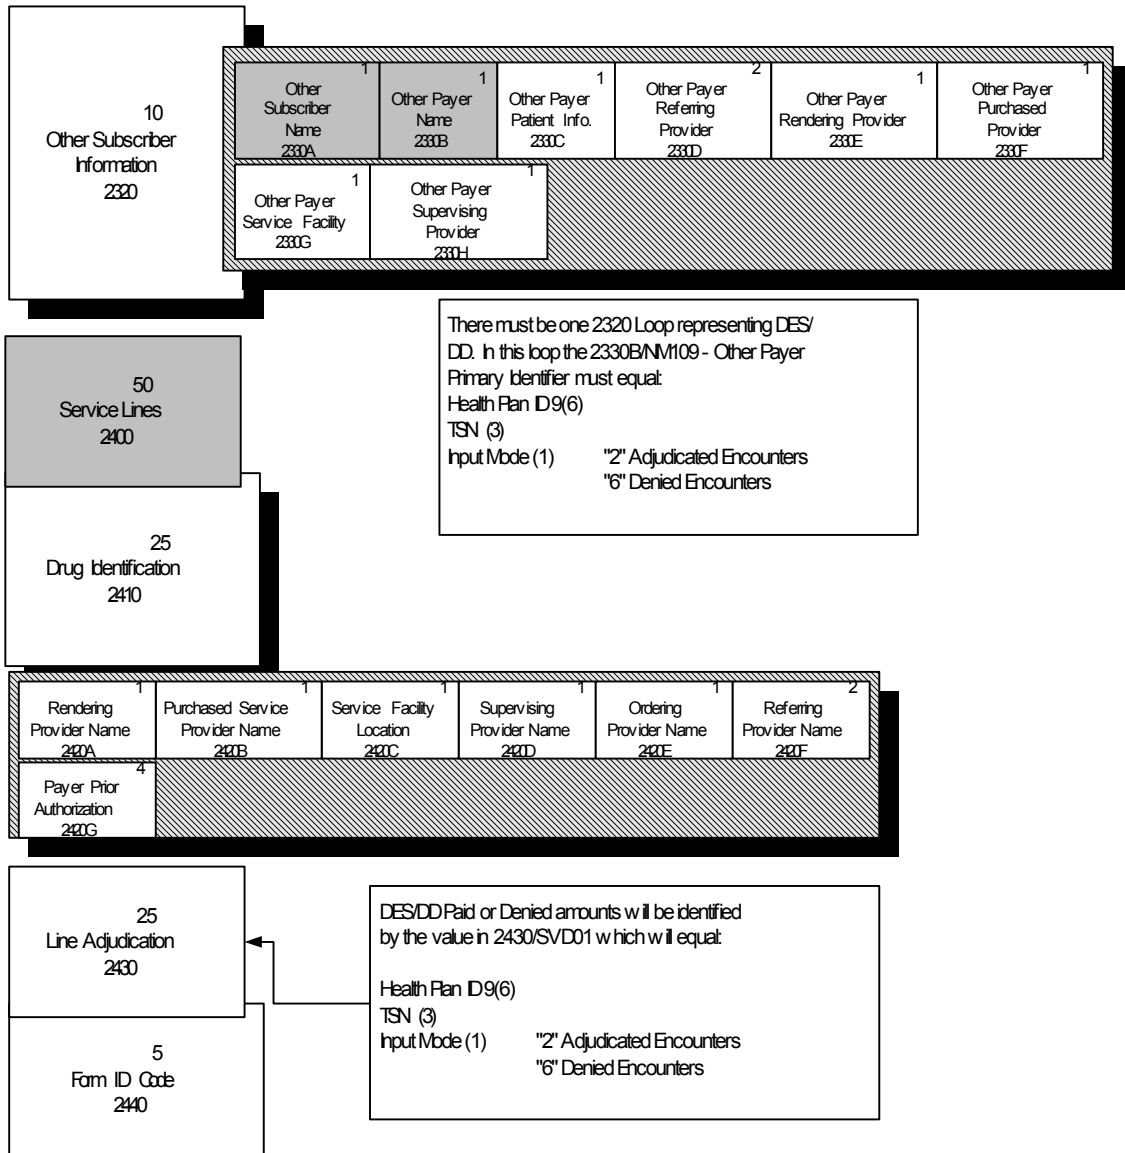 10
Other Subscriber
Information
2320
1
Other
Subscriber
Name
2330A
1
Other Payer
Name
2330B
1
Other Payer
Patient Info.
2330C
2
Other Payer
Referring
Provider
2330D
1
Other Payer
Rendering Provider
2330E
1
Other Payer
Purchased
Provider
2330F
1
Other Payer
Service Facility
2330G
1
Other Payer
Supervising
Provider
2330H
There must be one 2320 Loop representing DES/
DD. In this loop the 2330B/NM109 - Other Payer
Primary Identifier must equal:
Health Plan ID 9(6)
TSN (3)
Input Mode (1) "2" Adjudicated Encounters
"6" Denied Encounters
50
Service Lines
2400
25
Drug Identification
2410
1
Rendering
Provider Name
2420A
1
Purchased Service
Provider Name
2420B
1
Service Facility
Location
2420C
1
Supervising
Provider Name
2420D
1
Ordering
Provider Name
2420E
2
Referring
Provider Name
2420F
4
Payer Prior
Authorization
2420G
25
Line Adjudication
2430
DES/DD Paid or Denied amounts will be identified
by the value in 2430/SVD01 which will equal:
Health Plan ID 9(6)
TSN (3)
Input Mode (1) "2" Adjudicated Encounters
"6" Denied Encounters
5
Form ID Code
2440